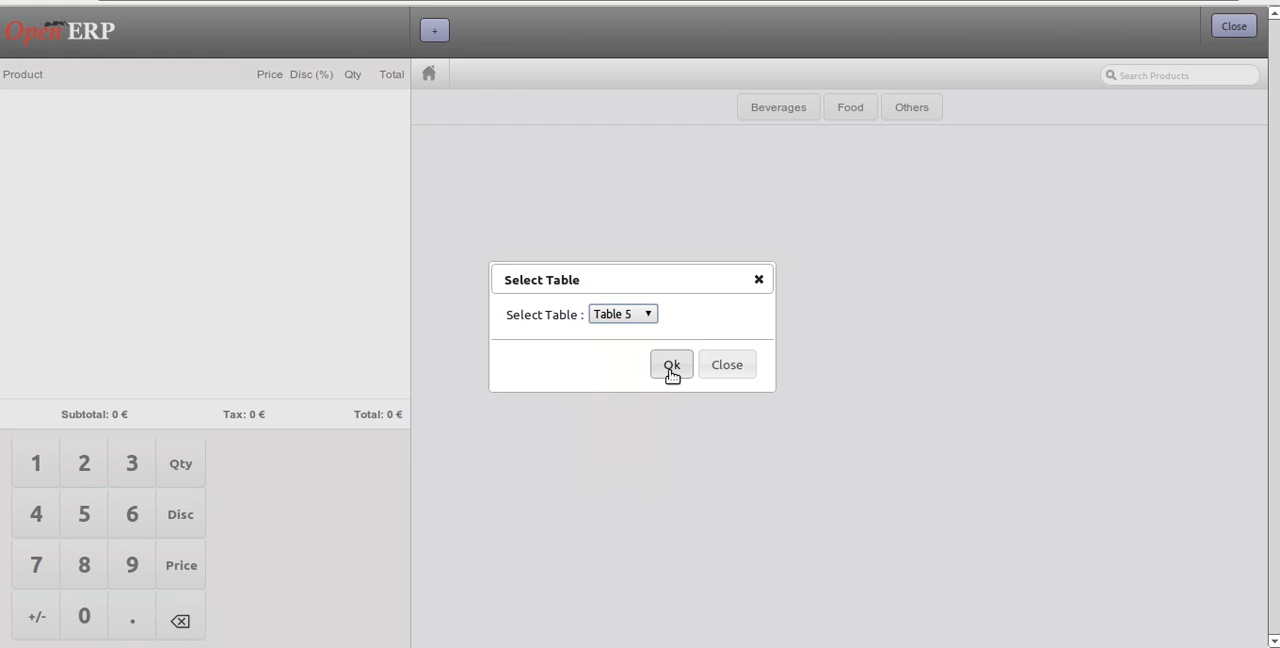 Open ERP
+
Close
Product Price Disc (%) Qty Total
Search Products
Beverages Food Others
Select Table ✖
Select Table : Table 5 ▼
Ok Close
Subtotal: 0 € Tax: 0 € Total: 0 €
1 2 3 Qty
4 5 6 Disc
7 8 9 Price
+/- 0 .